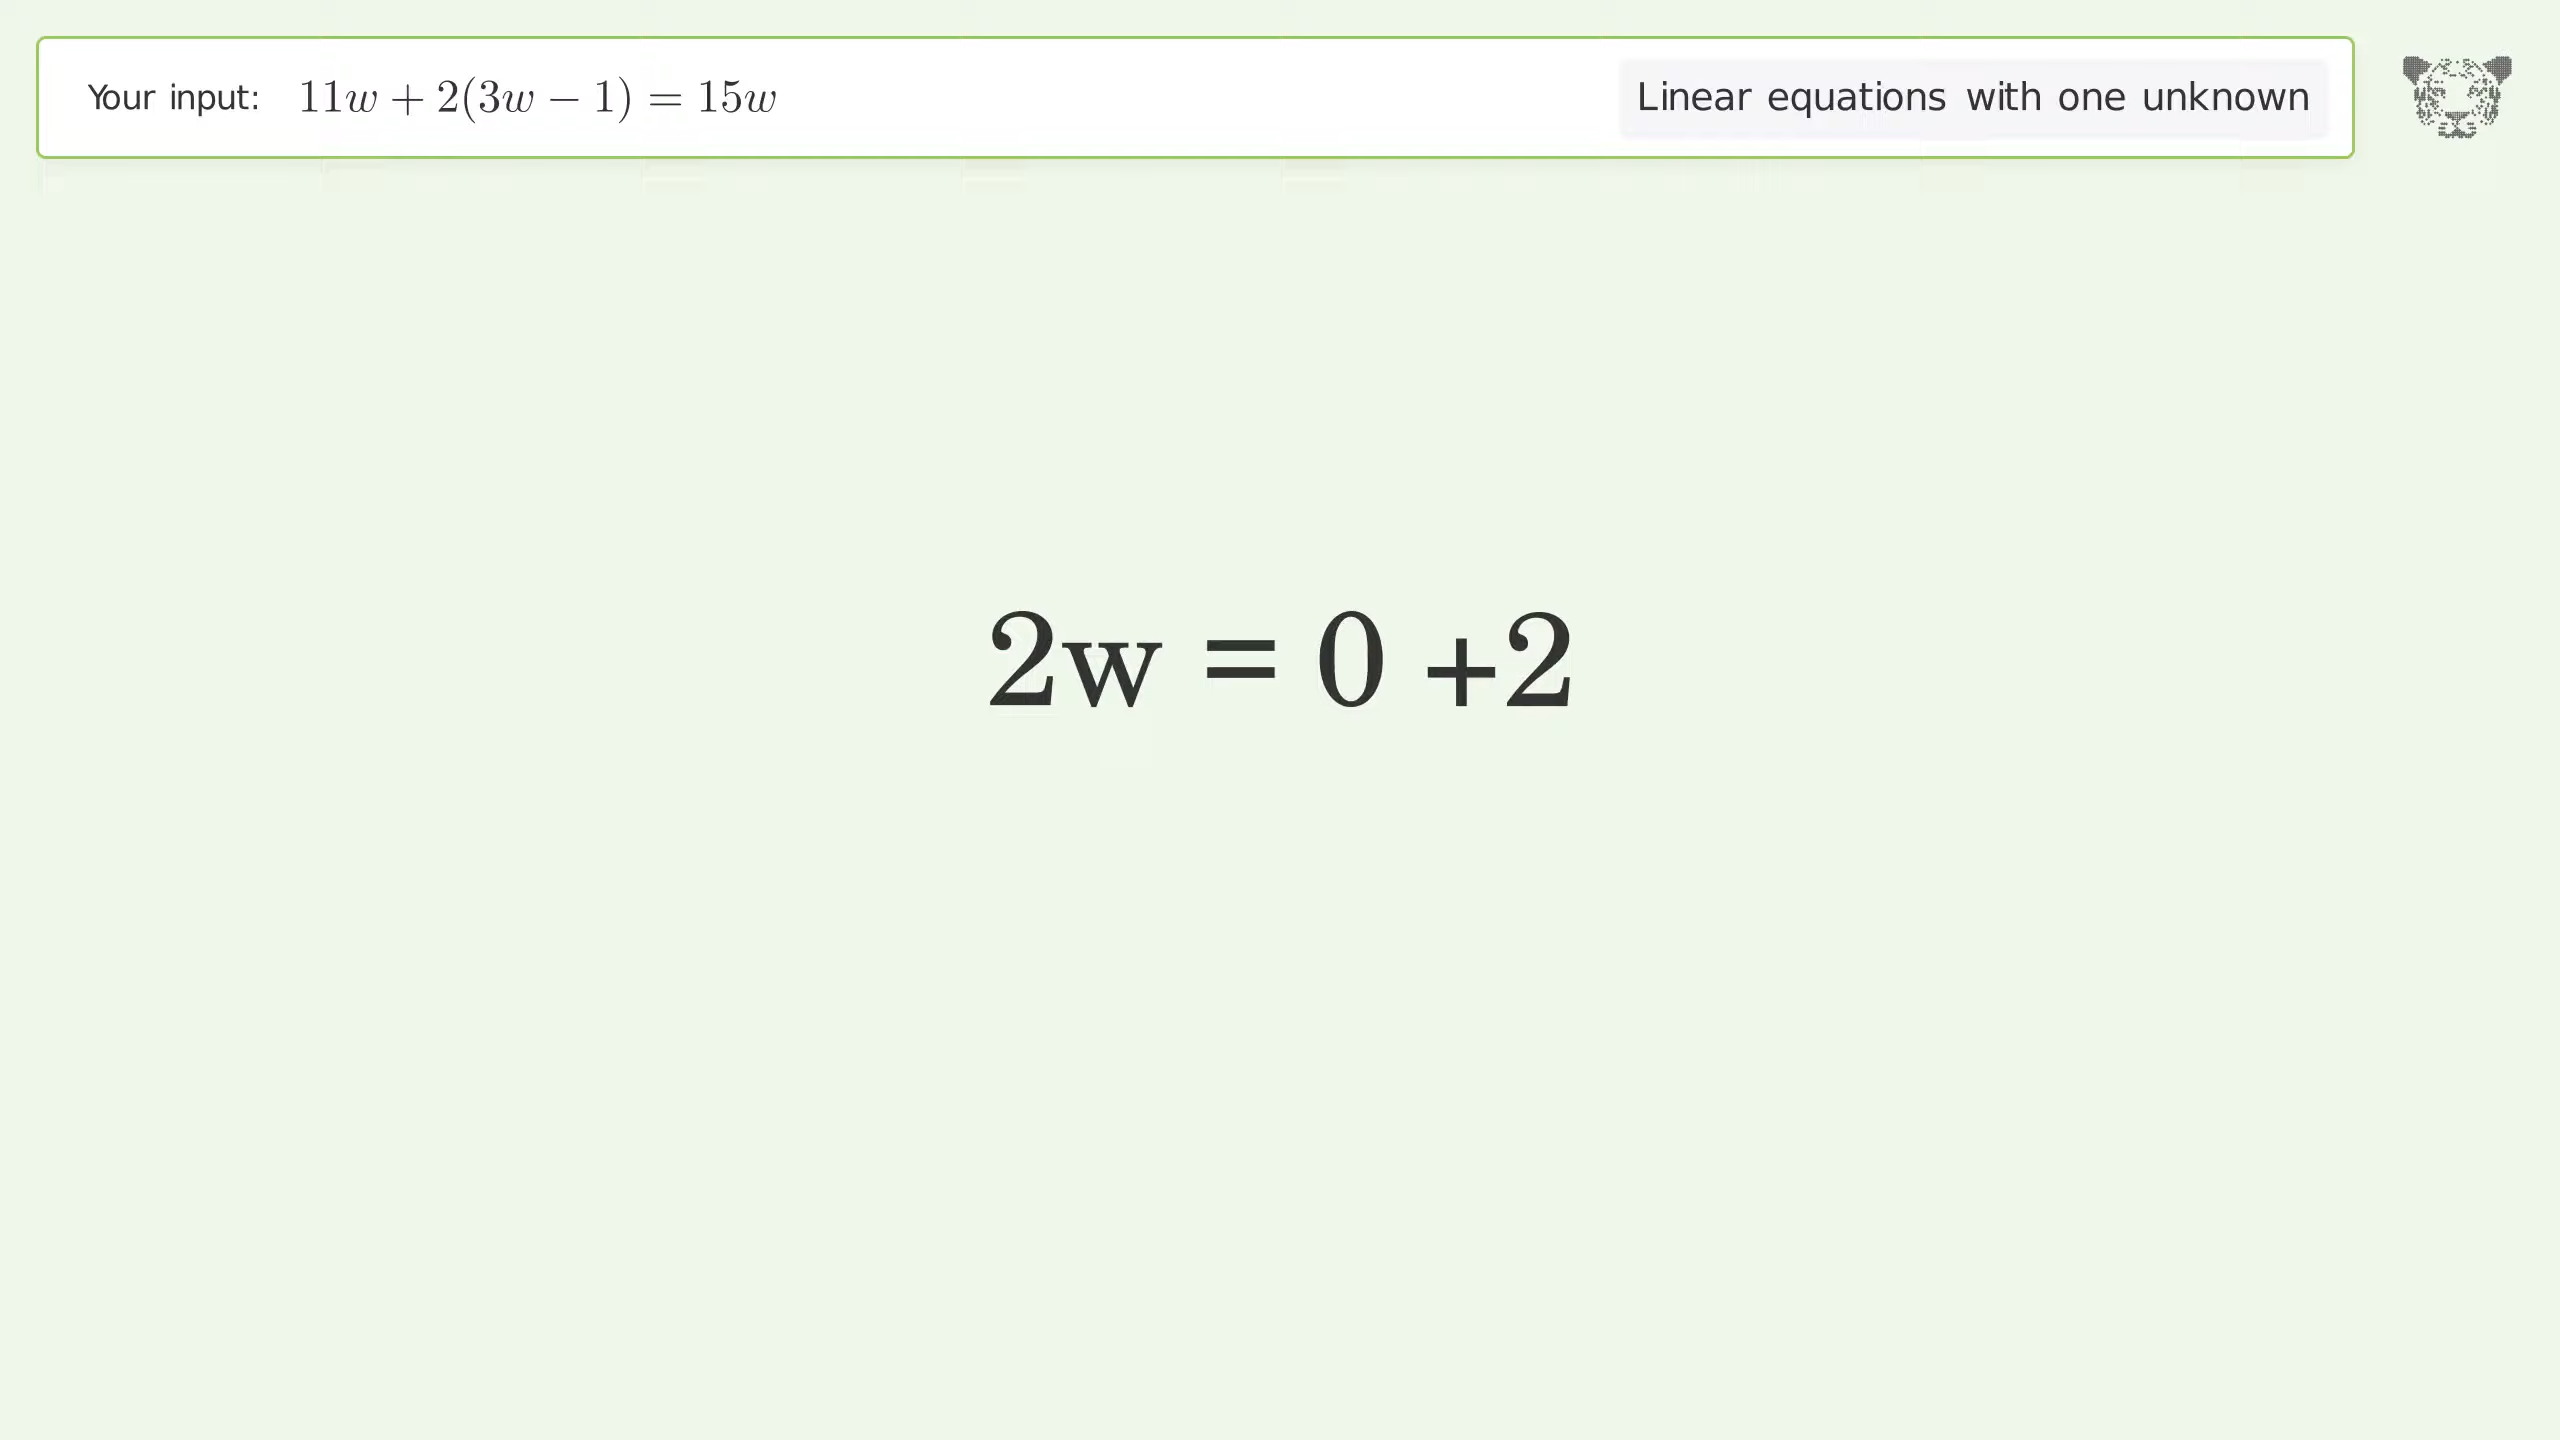 Your input: 11w + 2(3w − 1) = 15w
Linear equations with one unknown
2w = 0 +2